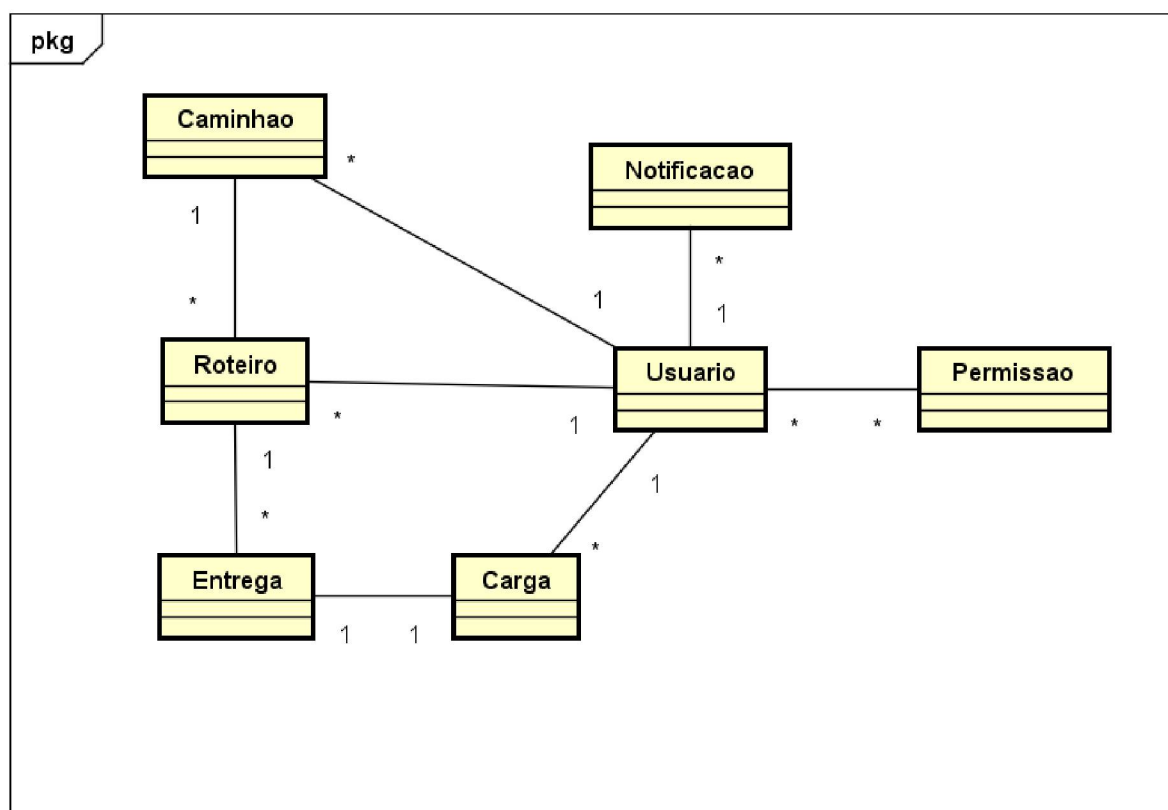 pkg
Caminhao
*
1
Notificacao
*
1
*
1
Roteiro
*
1
Usuario
*
*
Permissao
1
*
1
*
Entrega
1
1
Carga